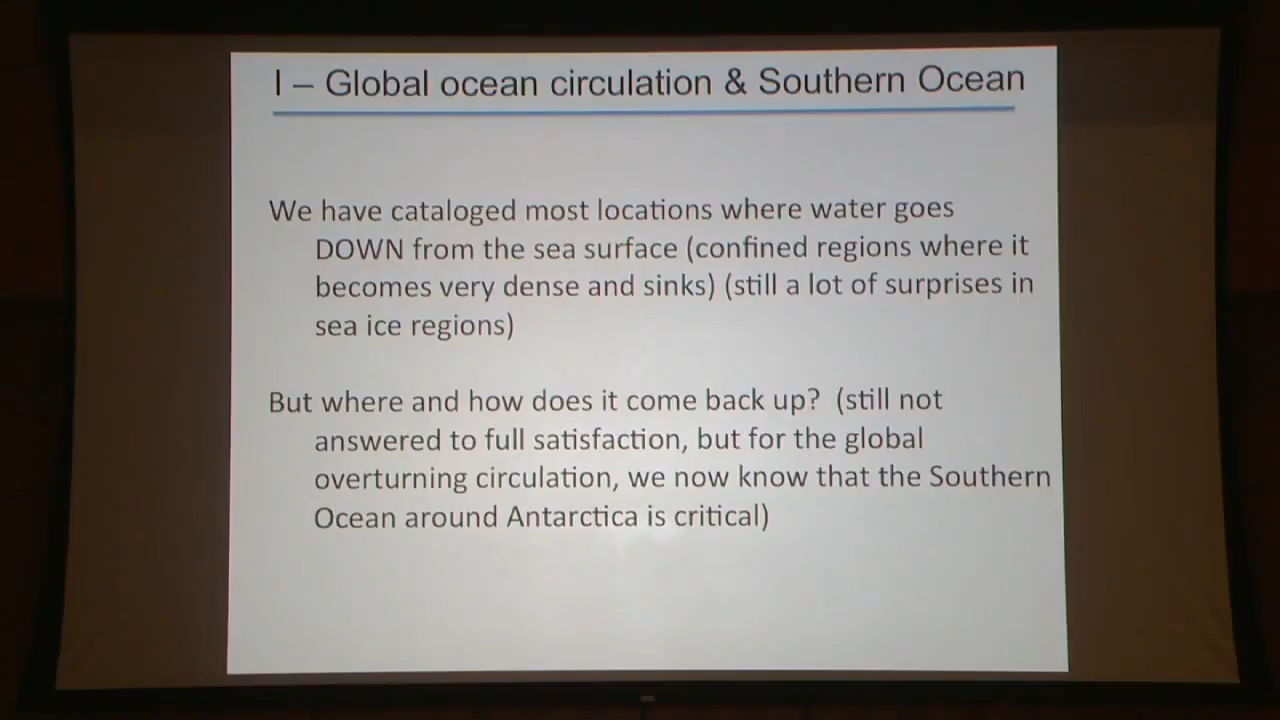 I – Global ocean circulation & Southern Ocean
We have cataloged most locations where water goes
DOWN from the sea surface (confined regions where it
becomes very dense and sinks) (still a lot of surprises in
sea ice regions)
But where and how does it come back up? (still not
answered to full satisfaction, but for the global
overturning circulation, we now know that the Southern
Ocean around Antarctica is critical)